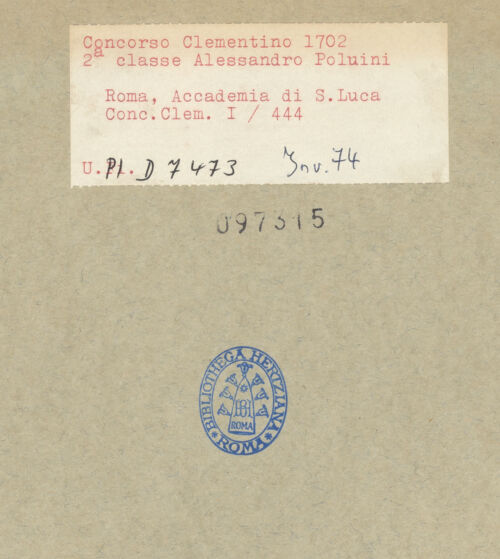 Concorso Clementino 1702
2a classe Alessandro Poluini
Roma, Accademia di S.Luca
Conc.Clem. I / 444
U.Pl. D 7473 Inv. 74
097315
BIBLIOTHECA HERTZIANA
ROMA
ROMA